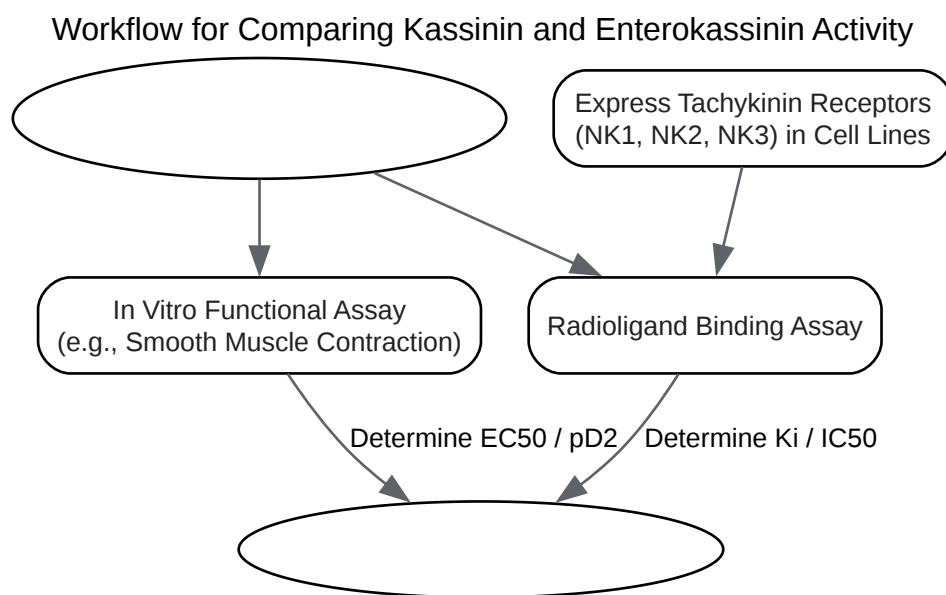 Workflow for Comparing Kassinin and Enterokassinin Activity
Express Tachykinin Receptors
(NK1, NK2, NK3) in Cell Lines
In Vitro Functional Assay
(e.g., Smooth Muscle Contraction)
Radioligand Binding Assay
Determine EC50 / pD2
Determine Ki / IC50